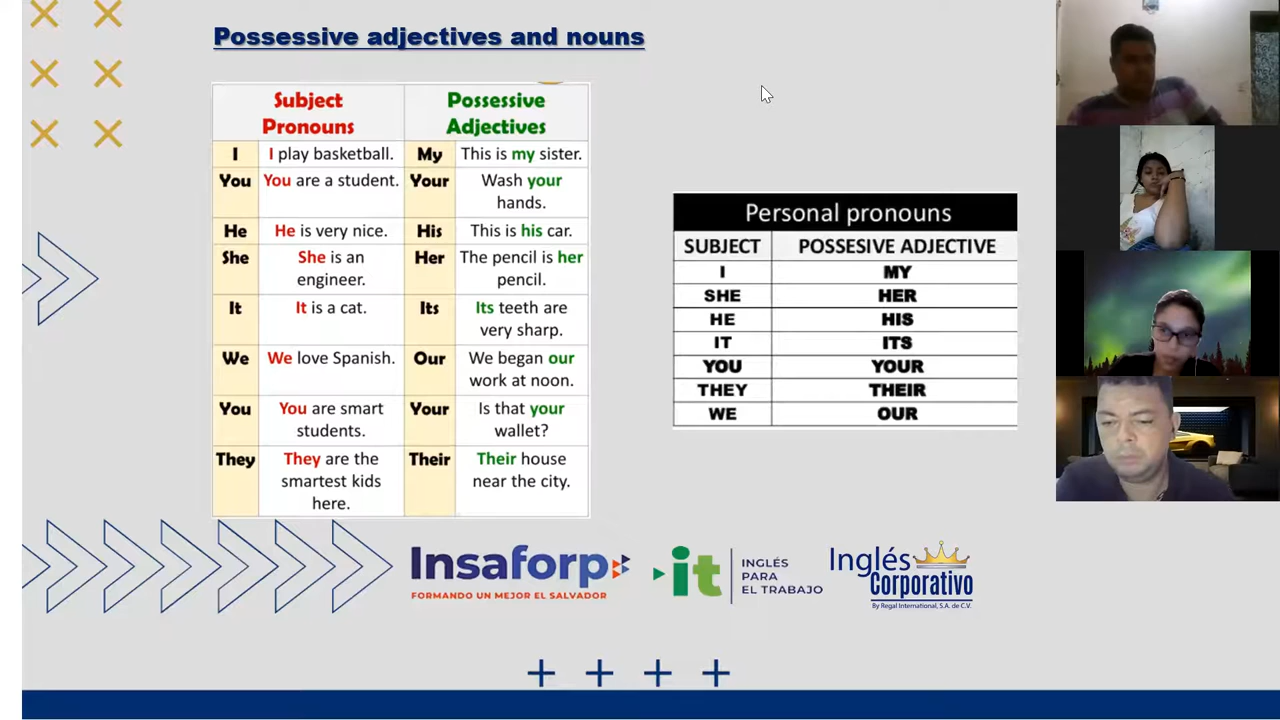 Possessive adjectives and nouns
Subject Pronouns
Possessive Adjectives
I I play basketball. My This is my sister.
You You are a student. Your Wash your hands.
He He is very nice. His This is his car.
She She is an engineer. Her The pencil is her pencil.
It It is a cat. Its Its teeth are very sharp.
We We love Spanish. Our We began our work at noon.
You You are smart students. Your Is that your wallet?
They They are the smartest kids here. Their Their house near the city.
Personal pronouns
SUBJECT POSSESIVE ADJECTIVE
I MY
SHE HER
HE HIS
IT ITS
YOU YOUR
THEY THEIR
WE OUR
Insaforp
FORMANDO UN MEJOR EL SALVADOR
it
INGLÉS
PARA
EL TRABAJO
Inglés
Corporativo
By Regal International, S.A. de C.V.